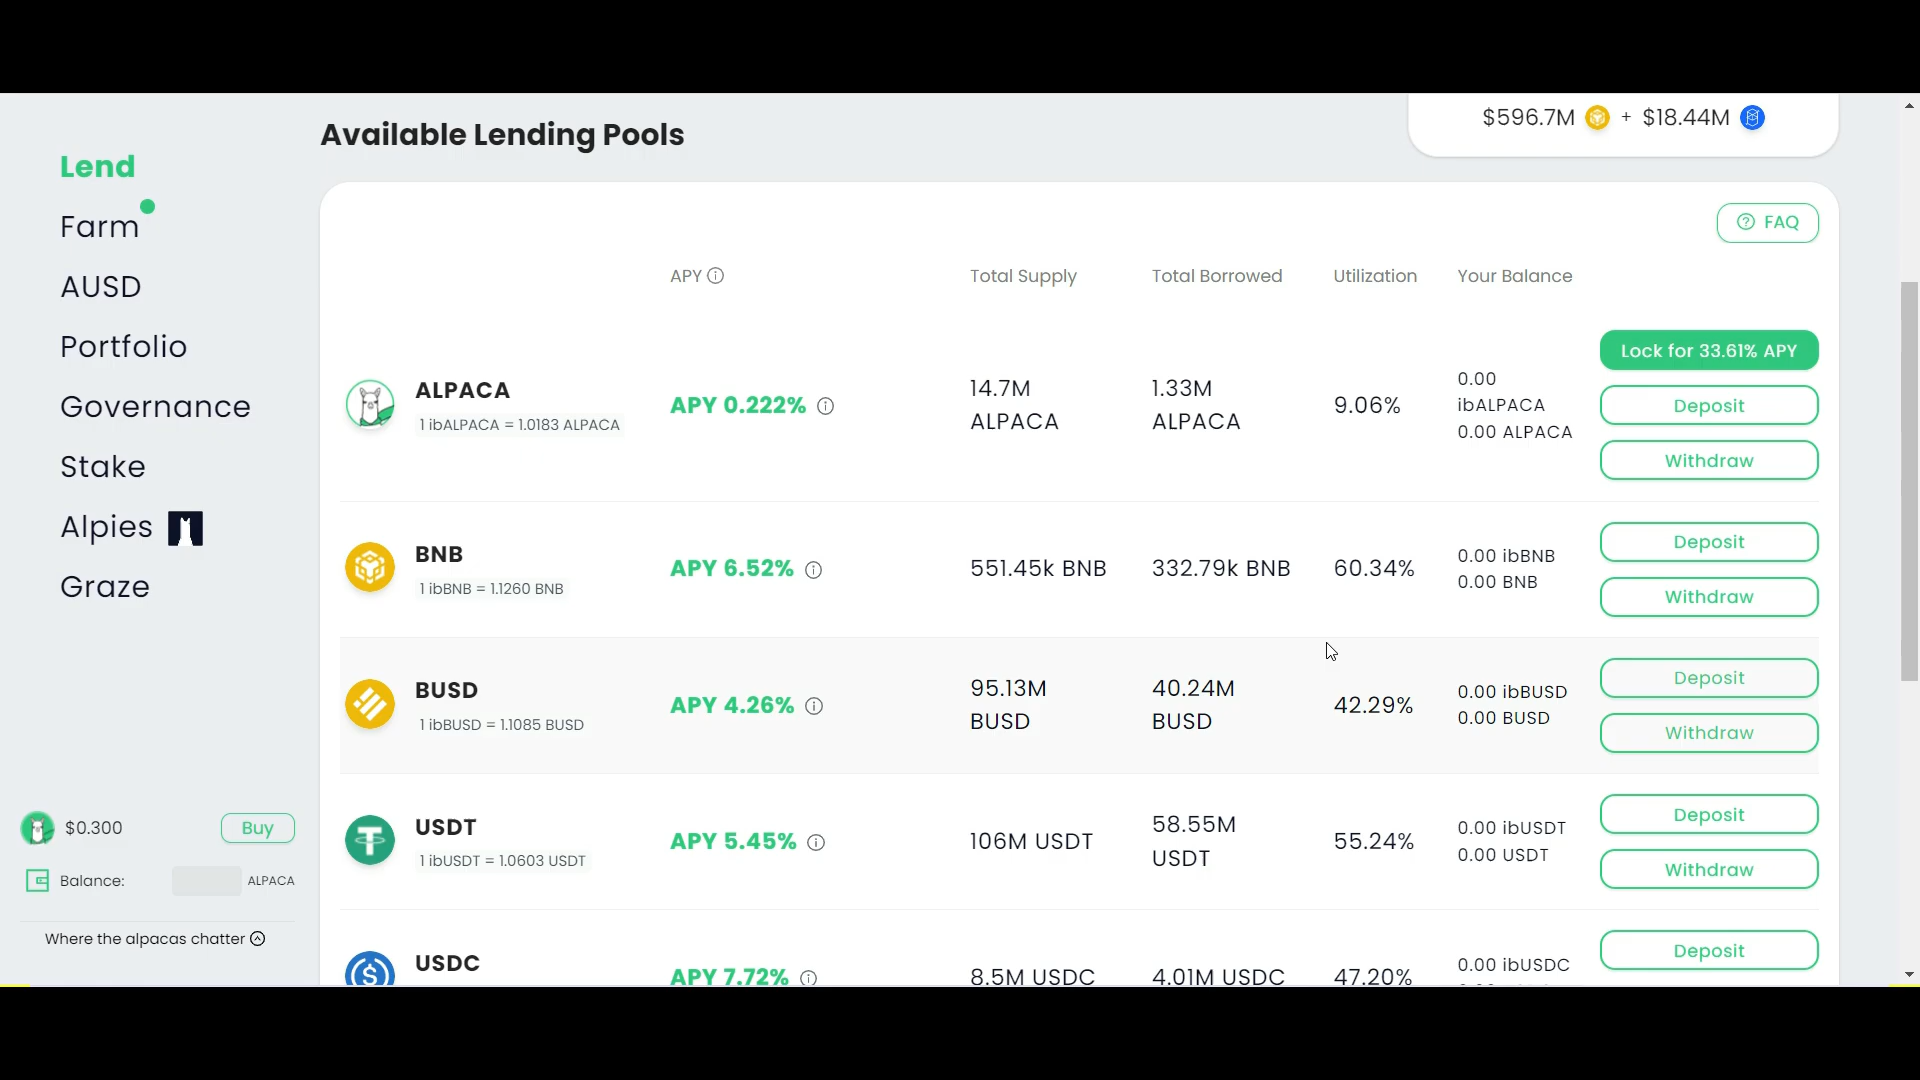 $596.7M + $18.44M
Available Lending Pools
Lend
Farm
AUSD
Portfolio
Governance
Stake
Alpies
Graze
FAQ
APY Total Supply Total Borrowed Utilization Your Balance
ALPACA
1 ibALPACA = 1.0183 ALPACA
APY 0.222%
14.7M
ALPACA
1.33M
ALPACA
9.06%
0.00
ibALPACA
0.00 ALPACA
Lock for 33.61% APY
Deposit
Withdraw
BNB
1 ibBNB = 1.1260 BNB
APY 6.52%
551.45k BNB
332.79k BNB
60.34%
0.00 ibBNB
0.00 BNB
Deposit
Withdraw
BUSD
1 ibBUSD = 1.1085 BUSD
APY 4.26%
95.13M
BUSD
40.24M
BUSD
42.29%
0.00 ibBUSD
0.00 BUSD
Deposit
Withdraw
USDT
1 ibUSDT = 1.0603 USDT
APY 5.45%
106M USDT
58.55M
USDT
55.24%
0.00 ibUSDT
0.00 USDT
Deposit
Withdraw
USDC
APY 7.72%
8.5M USDC
4.01M USDC
47.20%
0.00 ibUSDC
Deposit
$0.300 Buy
Balance: ALPACA
Where the alpacas chatter